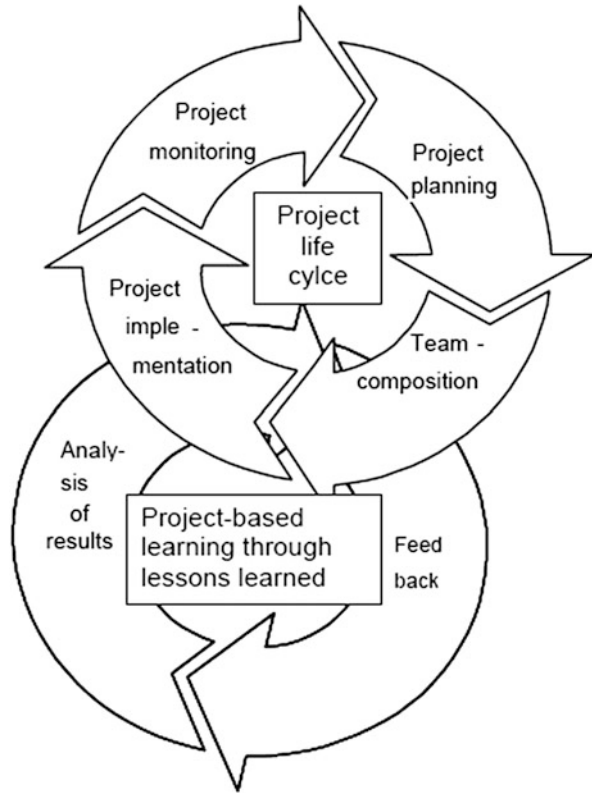 Project
monitoring
Project
planning
Project
life
cylce
Project
imple -
mentation
Team -
composition
Analy-
sis
of
results
Project-based
learning through
lessons learned
Feed
back